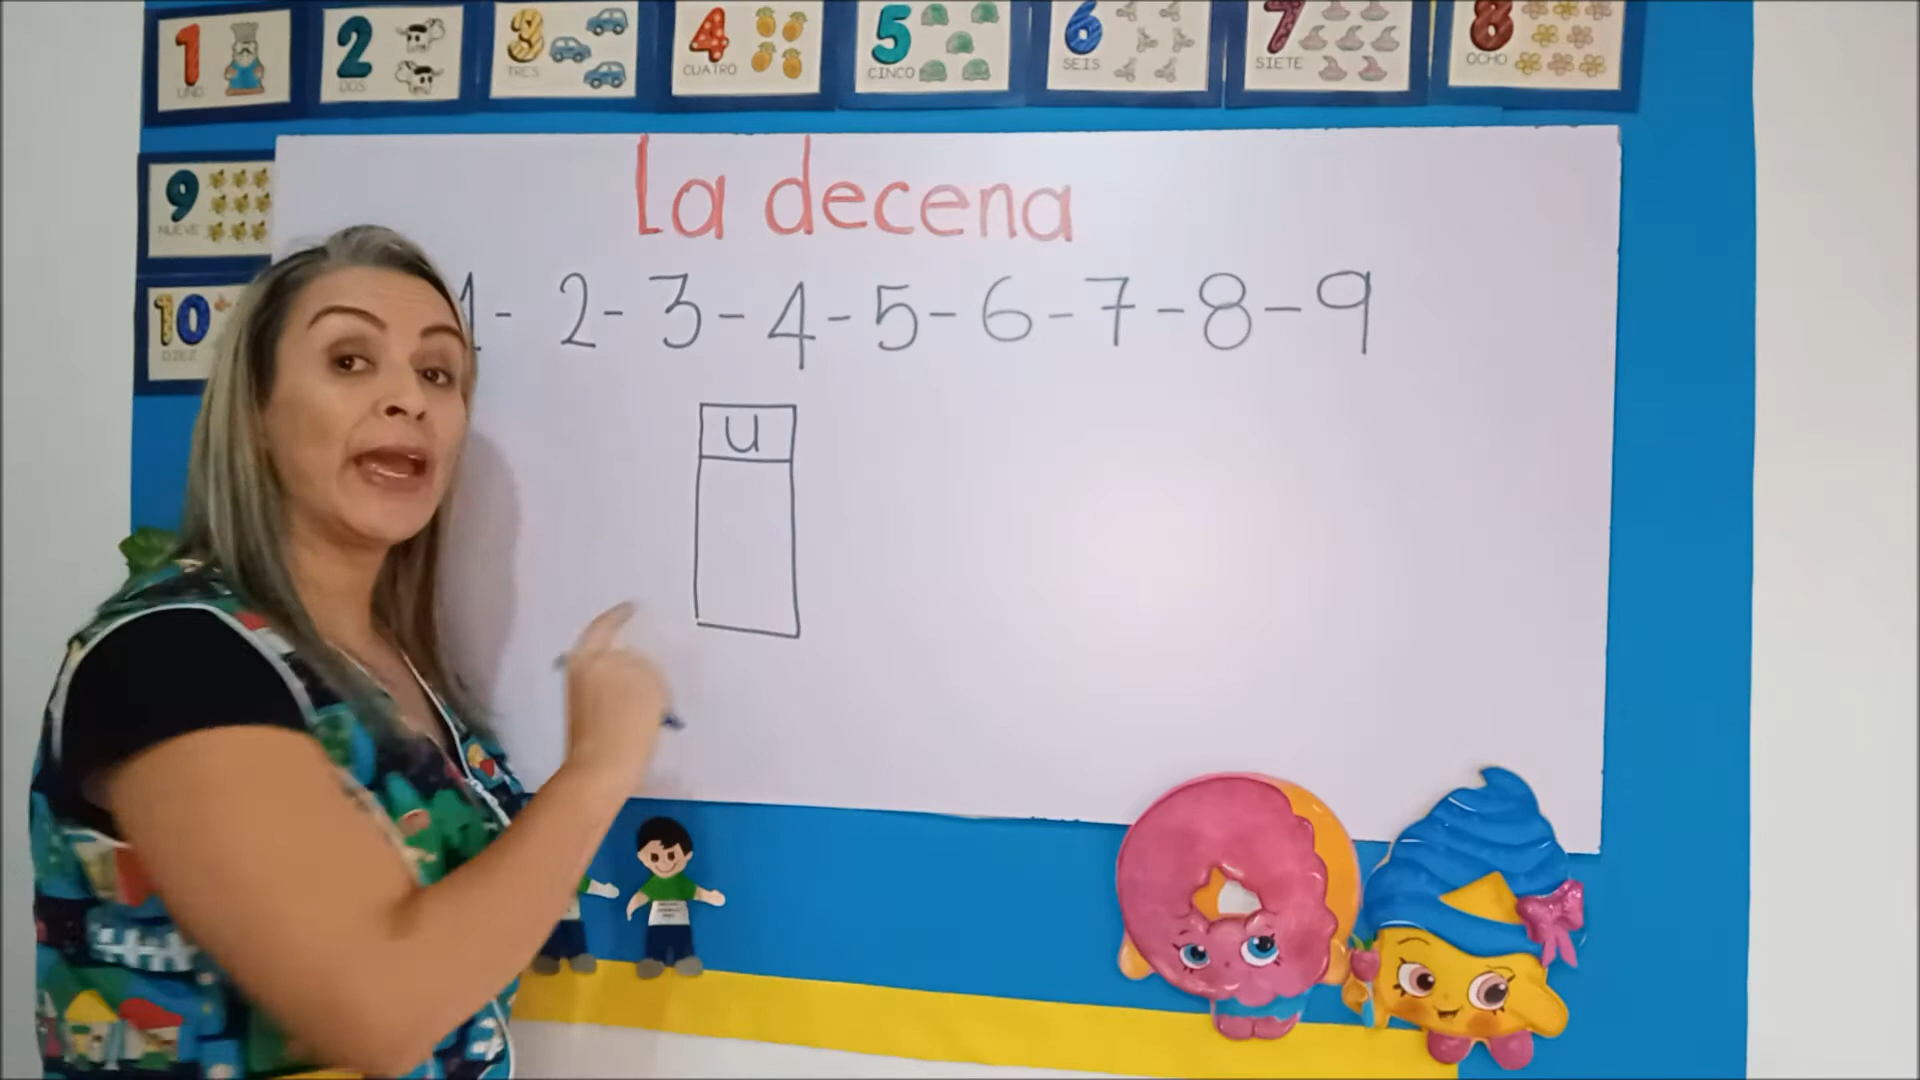 1 2 3 4 5 6 7 8
UNO DOS TRES CUATRO CINCO SEIS SIETE OCHO
9
NUEVE
10
DIEZ
La decena
1 - 2 - 3 - 4 - 5 - 6 - 7 - 8 - 9
U